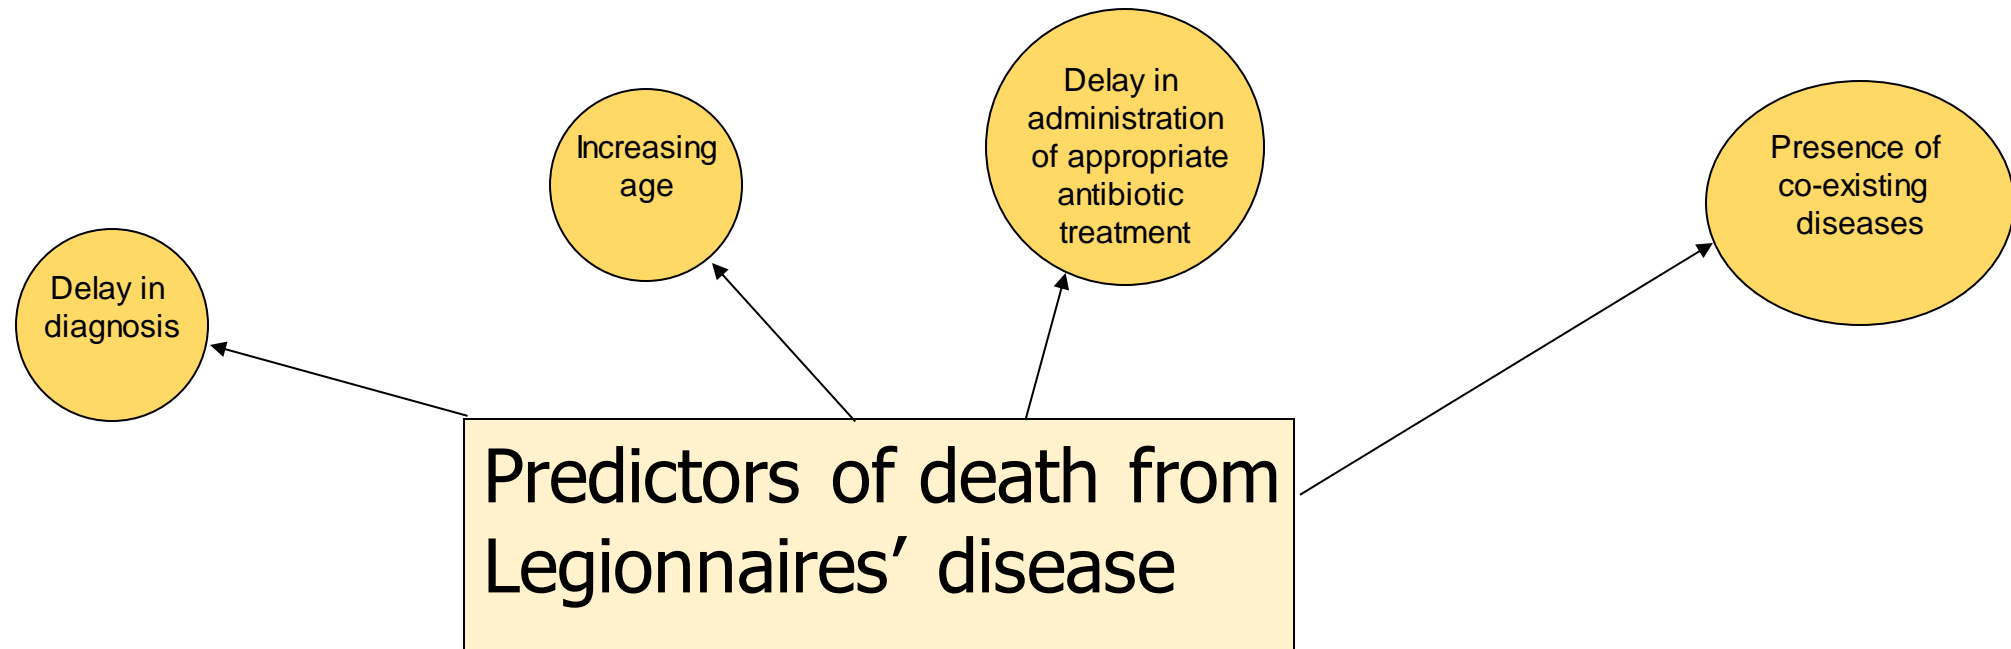 Delay in
diagnosis
Increasing
age
Delay in
administration
of appropriate
antibiotic
treatment
Presence of
co-existing
diseases
Predictors of death from
Legionnaires’ disease